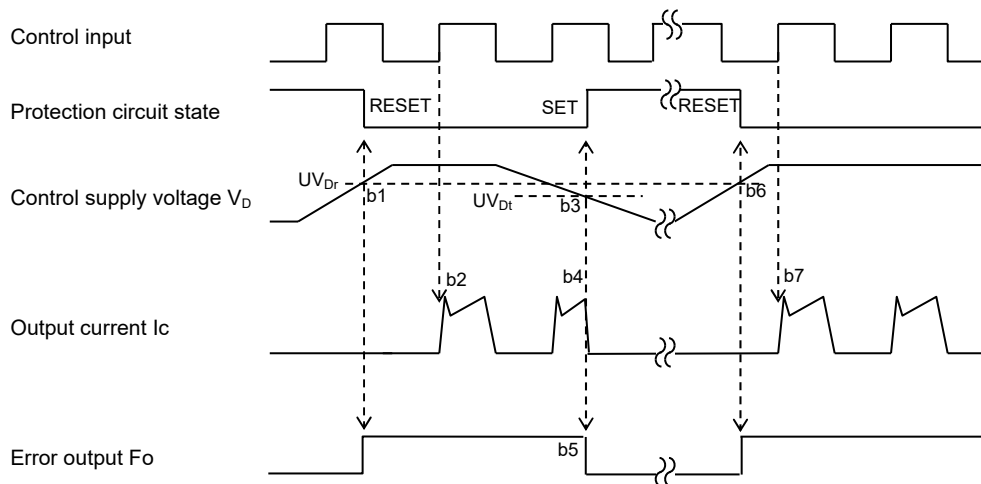 Control input
Protection circuit state
RESET
SET
RESET
Control supply voltage VD
UVDr
b1
UVDt
b3
b6
b2
b4
b7
Output current Ic
Error output Fo
b5